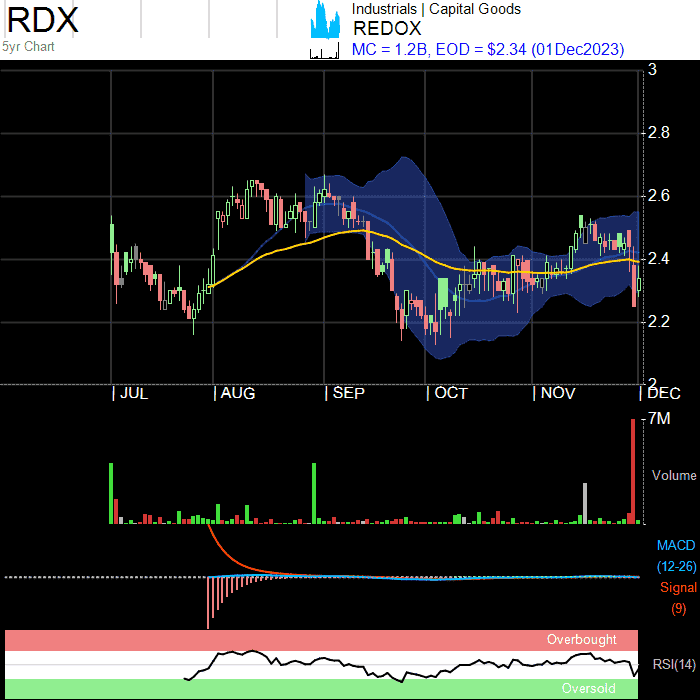 RDX
5yr Chart
Industrials | Capital Goods
REDOX
MC = 1.2B, EOD = $2.34 (01Dec2023)
3
2.8
2.6
2.4
2.2
2
| JUL | AUG | SEP | OCT | NOV | DEC
7M
Volume
MACD
(12-26)
Signal
(9)
Overbought
RSI(14)
Oversold